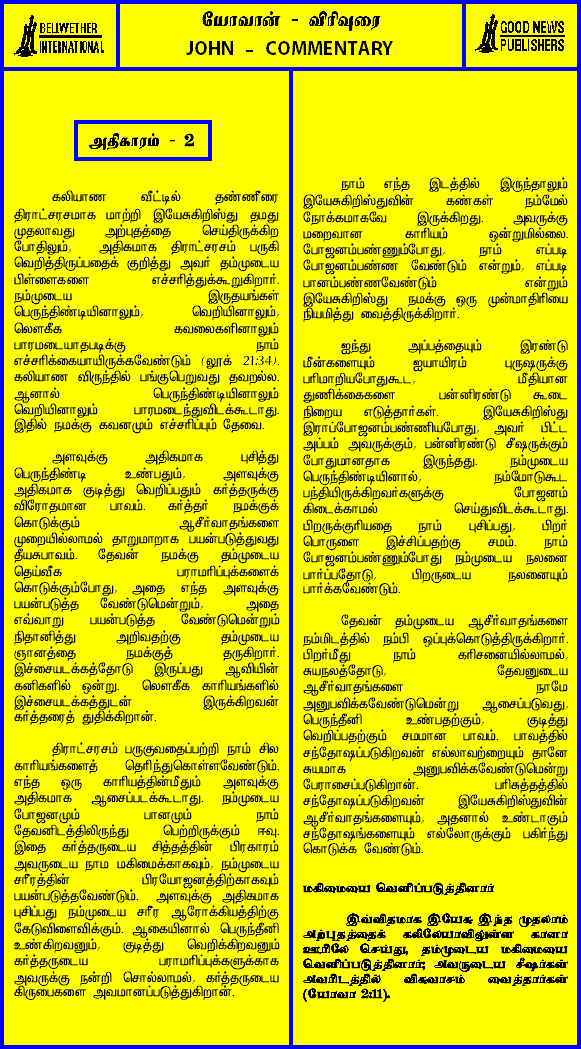 BELWETHER
INTERNATIONAL
யோவான் - விரிவுரை
JOHN - COMMENTARY
GOOD NEWS
PUBLISHERS
அதிகாரம் - 2
கலியாண வீட்டில் தண்ணீரை
திராட்சரசமாக மாற்றி இயேசுகிறிஸ்து தமது
முதலாவது அற்புதத்தை செய்திருக்கிற
போதிலும், அதிகமாக திராட்சரசம் பருகி
வெறித்திருப்பதைக் குறித்து அவர் தம்முடைய
பிள்ளைகளை எச்சரித்துக்கூறுகிறார்.
நம்முடைய இருதயங்கள்
பெருந்திண்டியினாலும், வெறியினாலும்,
லௌகீக கவலைகளினாலும்
பாரமடையாதபடிக்கு நாம்
எச்சரிக்கையாயிருக்கவேண்டும் (லூக் 21:34).
கலியாண விருந்தில் பங்குபெறுவது தவறல்ல.
ஆனால் பெருந்திண்டியினாலும்
வெறியினாலும் பாரமடைந்துவிடக்கூடாது.
இதில் நமக்கு கவனமும் எச்சரிப்பும் தேவை.
அளவுக்கு அதிகமாக புசித்து
பெருந்திண்டி உண்பதும், அளவுக்கு
அதிகமாக குடித்து வெறிப்பதும் கர்த்தருக்கு
விரோதமான பாவம். கர்த்தர் நமக்குக்
கொடுக்கும் ஆசீர்வாதங்களை
முறையில்லாமல் தாறுமாறாக பயன்படுத்துவது
தீயசுபாவம். தேவன் நமக்கு தம்முடைய
தெய்வீக பராமரிப்புக்களைக்
கொடுக்கும்போது, அதை எந்த அளவுக்கு
பயன்படுத்த வேண்டுமென்றும், அதை
எவ்வாறு பயன்படுத்த வேண்டுமென்றும்
நிதானித்து அறிவதற்கு தம்முடைய
ஞானத்தை நமக்குத் தருகிறார்.
இச்சையடக்கத்தோடு இருப்பது ஆவியின்
கனிகளில் ஒன்று. லௌகீக காரியங்களில்
இச்சையடக்கத்துடன் இருக்கிறவன்
கர்த்தரைத் துதிக்கிறான்.
திராட்சரசம் பருகுவதைப்பற்றி நாம் சில
காரியங்களைத் தெரிந்துகொள்ளவேண்டும்.
எந்த ஒரு காரியத்தின்மீதும் அளவுக்கு
அதிகமாக ஆசைப்படக்கூடாது. நம்முடைய
போஜனமும் பானமும் நாம்
தேவனிடத்திலிருந்து பெற்றிருக்கும் ஈவு.
இதை கர்த்தருடைய சித்தத்தின் பிரகாரம்
அவருடைய நாம மகிமைக்காகவும், நம்முடைய
சரீரத்தின் பிரயோஜனத்திற்காகவும்
பயன்படுத்தவேண்டும். அளவுக்கு அதிகமாக
புசிப்பது நம்முடைய சரீர ஆரோக்கியத்திற்கு
கேடுவிளைவிக்கும். ஆகையினால் பெருந்தீனி
உண்கிறவனும், குடித்து வெறிக்கிறவனும்
கர்த்தருடைய பராமரிப்புக்களுக்காக
அவருக்கு நன்றி சொல்லாமல், கர்த்தருடைய
கிருபைகளை அவமானப்படுத்துகிறான்.
நாம் எந்த இடத்தில் இருந்தாலும்
இயேசுகிறிஸ்துவின் கண்கள் நம்மேல்
நோக்கமாகவே இருக்கிறது. அவருக்கு
மறைவான காரியம் ஒன்றுமில்லை.
போஜனம்பண்ணும்போது, நாம் எப்படி
போஜனம்பண்ண வேண்டும் என்றும், எப்படி
பானம்பண்ணவேண்டும் என்றும்
இயேசுகிறிஸ்து நமக்கு ஒரு முன்மாதிரியை
நியமித்து வைத்திருக்கிறார்.
ஐந்து அப்பத்தையும் இரண்டு
மீன்களையும் ஐயாயிரம் புருஷருக்கு
பரிமாறியபோதுகூட, மீதியான
துணிக்கைகளை பன்னிரண்டு கூடை
நிறைய எடுத்தார்கள். இயேசுகிறிஸ்து
இராப்போஜனம்பண்ணியபோது, அவர் பிட்ட
அப்பம் அவருக்கும், பன்னிரண்டு சீஷருக்கும்
போதுமானதாக இருந்தது. நம்முடைய
பெருந்திண்டியினால், நம்மோடுகூட
பந்தியிருக்கிறவர்களுக்கு போஜனம்
கிடைக்காமல் செய்துவிடக்கூடாது.
பிறருக்குரியதை நாம் புசிப்பது, பிறர்
பொருளை இச்சிப்பதற்கு சமம். நாம்
போஜனம்பண்ணும்போது நம்முடைய நலனை
பார்ப்பதோடு, பிறருடைய நலனையும்
பார்க்கவேண்டும்.
தேவன் தம்முடைய ஆசீர்வாதங்களை
நம்மிடத்தில் நம்பி ஒப்புக்கொடுத்திருக்கிறார்.
பிறர்மீது நாம் கரிசனையில்லாமல்,
சுயநலத்தோடு, தேவனுடைய
ஆசீர்வாதங்களை நாமே
அனுபவிக்கவேண்டுமென்று ஆசைப்படுவது,
பெருந்தீனி உண்பதற்கும், குடித்து
வெறிப்பதற்கும் சமமான பாவம். பாவத்தில்
சந்தோஷப்படுகிறவன் எல்லாவற்றையும் தானே
சுயமாக அனுபவிக்கவேண்டுமென்று
பேராசைப்படுகிறான். பரிசுத்தத்தில்
சந்தோஷப்படுகிறவன் இயேசுகிறிஸ்துவின்
ஆசீர்வாதங்களையும், அதனால் உண்டாகும்
சந்தோஷங்களையும் எல்லோருக்கும் பகிர்ந்து
கொடுக்க வேண்டும்.
மகிமையை வெளிப்படுத்தினார்
இவ்விதமாக இயேசு இந்த முதலாம்
அற்புதத்தைக் கலிலேயாவிலுள்ள கானா
ஊரிலே செய்து, தம்முடைய மகிமையை
வெளிப்படுத்தினார்; அவருடைய சீஷர்கள்
அவரிடத்தில் விசுவாசம் வைத்தார்கள்
(யோவா 2:11).